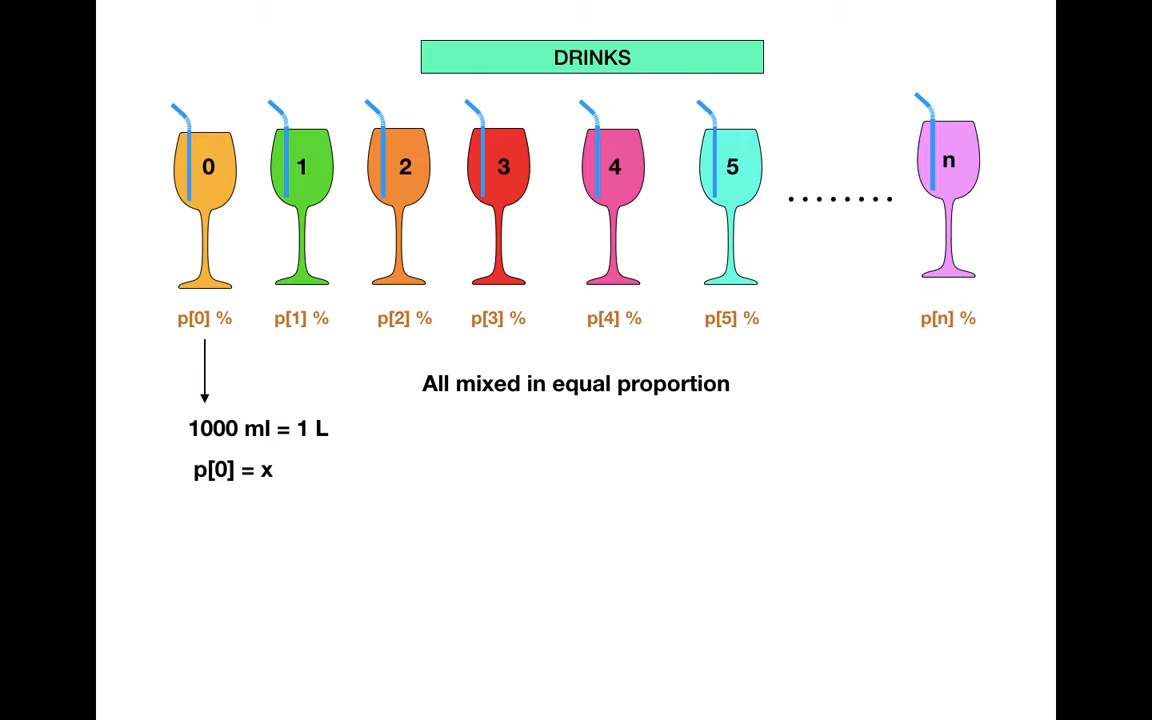 DRINKS
0 1 2 3 4 5 ........ n
p[0] % p[1] % p[2] % p[3] % p[4] % p[5] % p[n] %
All mixed in equal proportion
1000 ml = 1 L
p[0] = x